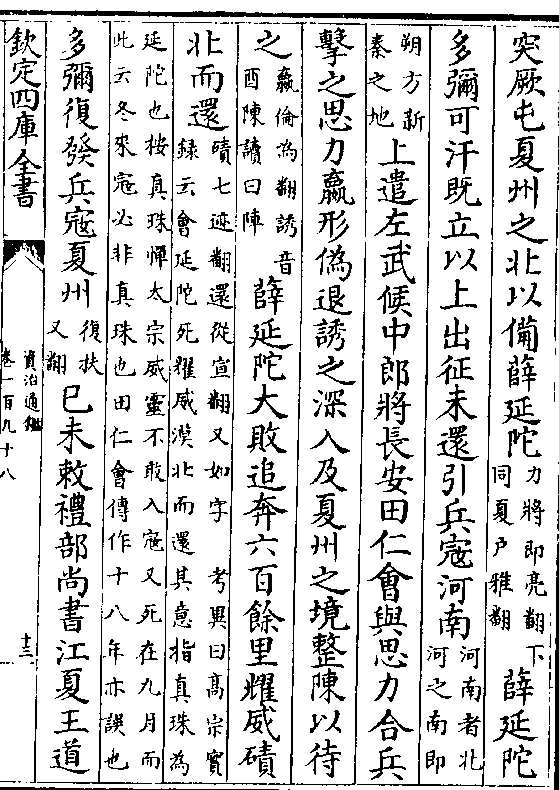 突厥屯夏州之北以備薛延陀力將即亮翻下同夏户雅翻薛延陀
多彌可汗既立以上出征未還引兵寇河南河南者北河之南即
朔方新秦之地上遣左武候中郎將長安田仁會與思力合兵
擊之思力羸形偽退誘之深入及夏州之境整陳以待
之羸倫為翻誘音酉陳讀曰陣薛延陀大敗追奔六百餘里耀威磧
北而還磧七迹翻還從宣翻又如字 考異曰高宗實録云會延陀死耀威漠北而還其意指真珠為
延陀也按真珠憚太宗威靈不敢入寇又死在九月而此云冬來寇必非真珠也田仁會傳作十八年亦誤也
多彌復發兵寇夏州復扶又翻巳未敕禮部尚書江夏王道
欽定四庫全書
資治通鑑
卷一百九十八
十三